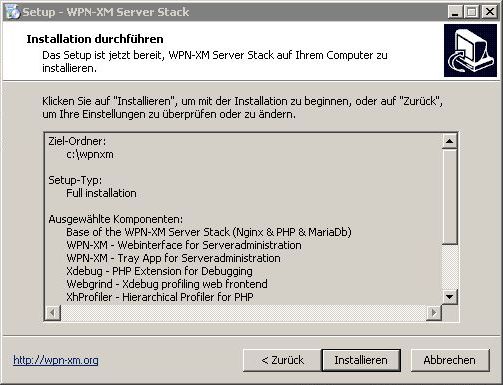 Setup - WPN-XM Server Stack
Installation durchführen
Das Setup ist jetzt bereit, WPN-XM Server Stack auf Ihrem Computer zu
installieren.
Klicken Sie auf "Installieren", um mit der Installation zu beginnen, oder auf "Zurück",
um Ihre Einstellungen zu überprüfen oder zu ändern.
Ziel-Ordner:
c:\wpnxm
Setup-Typ:
Full installation
Ausgewählte Komponenten:
Base of the WPN-XM Server Stack (Nginx & PHP & MariaDb)
WPN-XM - Webinterface for Serveradministration
WPN-XM - Tray App for Serveradministration
Xdebug - PHP Extension for Debugging
Webgrind - Xdebug profiling web frontend
XhProfiler - Hierarchical Profiler for PHP
http://wpn-xm.org
< Zurück
Installieren
Abbrechen